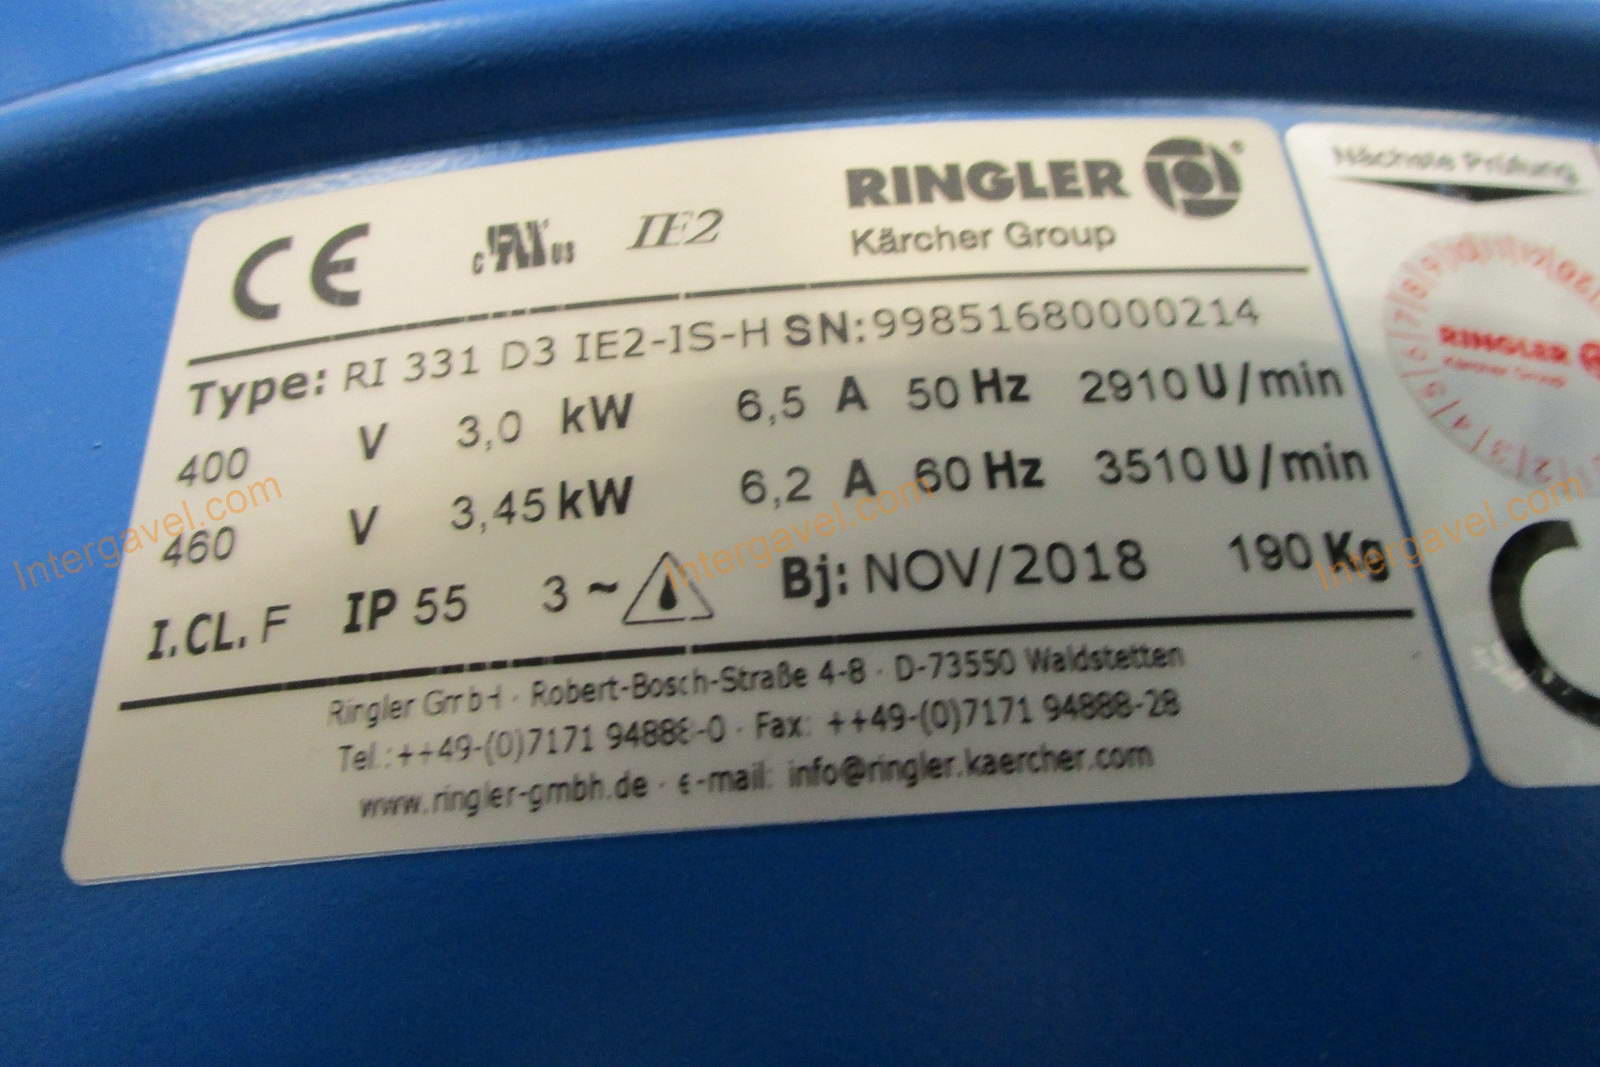 CE c RU us IE2 RINGLER ®
Kärcher Group
Type: RI 331 D3 IE2-IS-H SN:99851680000214
400 V 3,0 kW 6,5 A 50 Hz 2910 U/min
460 V 3,45 kW 6,2 A 60 Hz 3510 U/min
I.CL. F IP 55 3 ~ Bj: NOV/2018 190 Kg
Ringler GmbH · Robert-Bosch-Straße 4-8 · D-73550 Waldstetten
Tel.:++49-(0)7171 94888-0 · Fax: ++49-(0)7171 94888-28
www.ringler-gmbh.de · e-mail: info@ringler.kaercher.com
Nächste Prüfung
RINGLER
Kärcher Group
Intergavel.com
Intergavel.com
Intergavel.com